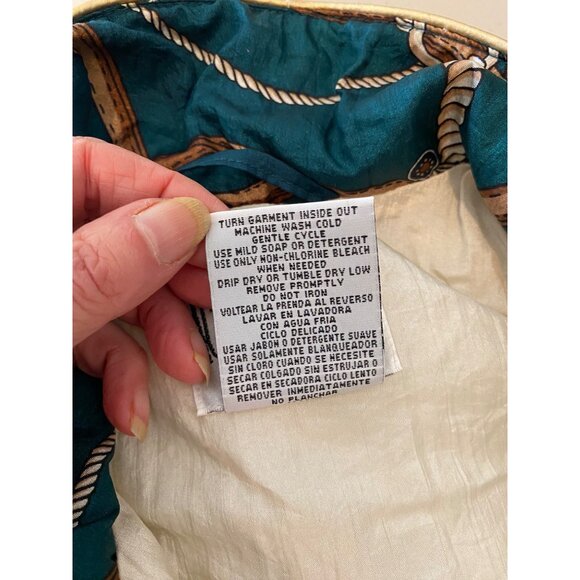 TURN GARMENT INSIDE OUT
MACHINE WASH COLD
GENTLE CYCLE
USE MILD SOAP OR DETERGENT
USE ONLY NON-CHLORINE BLEACH
WHEN NEEDED
DRIP DRY OR TUMBLE DRY LOW
REMOVE PROMPTLY
DO NOT IRON
VOLTEAR LA PRENDA AL REVERSO
LAVAR EN LAVADORA
CON AGUA FRIA
CICLO DELICADO
USAR JABON O DETERGENTE SUAVE
USAR SOLAMENTE BLANQUEADOR
SIN CLORO CUANDO SE NECESITE
SECAR COLGADO SIN ESTRUJAR O
SECAR EN SECADORA CICLO LENTO
REMOVER INMEDIATAMENTE
NO PLANCHAR